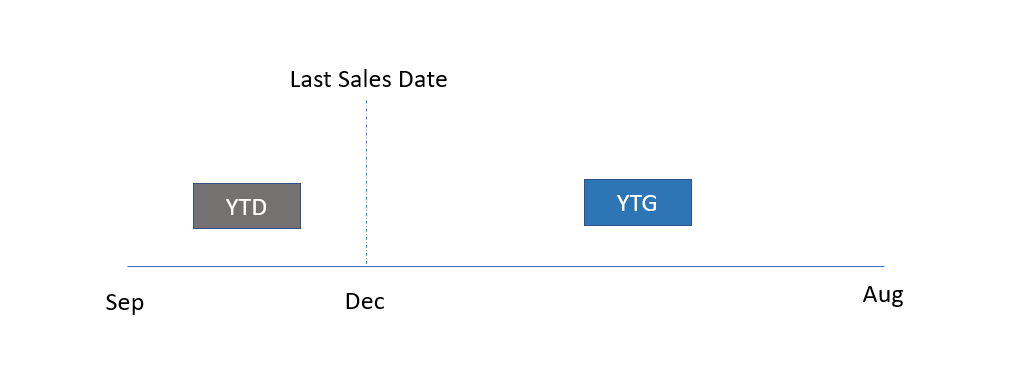 Last Sales Date
YTD
YTG
Sep
Dec
Aug